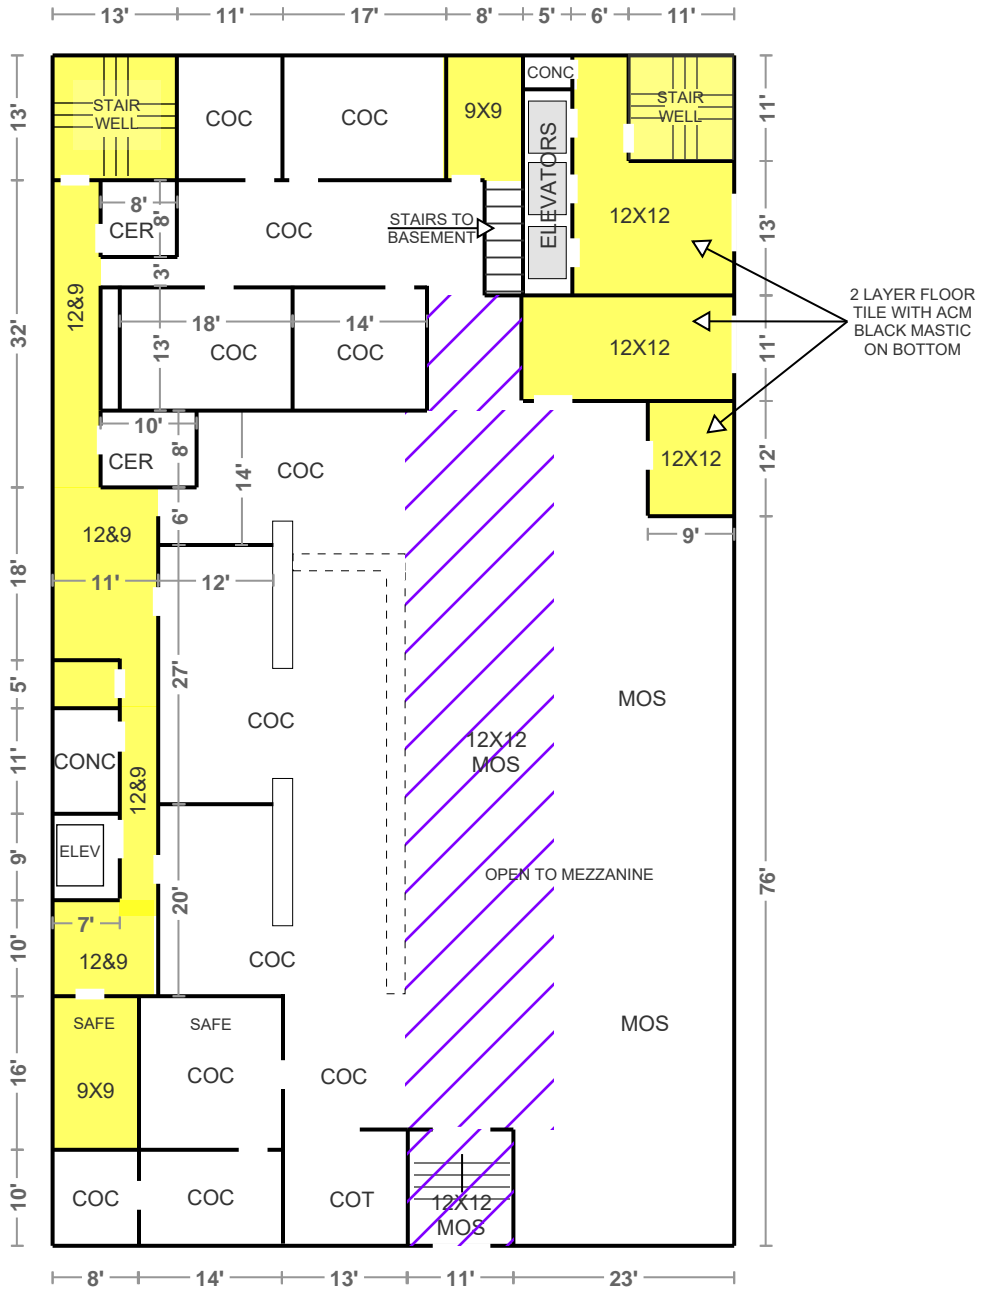 13' 11' 17' 8' 5' 6' 11'
13'
STAIR
WELL
COC
COC
9X9
CONC
ELEVATORS
STAIR
WELL
11'
8'
8'
CER
COC
STAIRS TO
BASEMENT
12X12
13'
3'
12&9
32'
18'
14'
13'
COC
COC
12X12
11'
2 LAYER FLOOR
TILE WITH ACM
BLACK MASTIC
ON BOTTOM
10'
8'
CER
14'
COC
12X12
12'
6'
12&9
9'
18'
11'
12'
27'
5'
MOS
COC
12X12
MOS
CONC
11'
12&9
ELEV
9'
OPEN TO MEZZANINE
76'
20'
7'
10'
12&9
COC
SAFE
SAFE
MOS
16'
9X9
COC
COC
10'
COC
COC
COT
12X12
MOS
8' 14' 13' 11' 23'